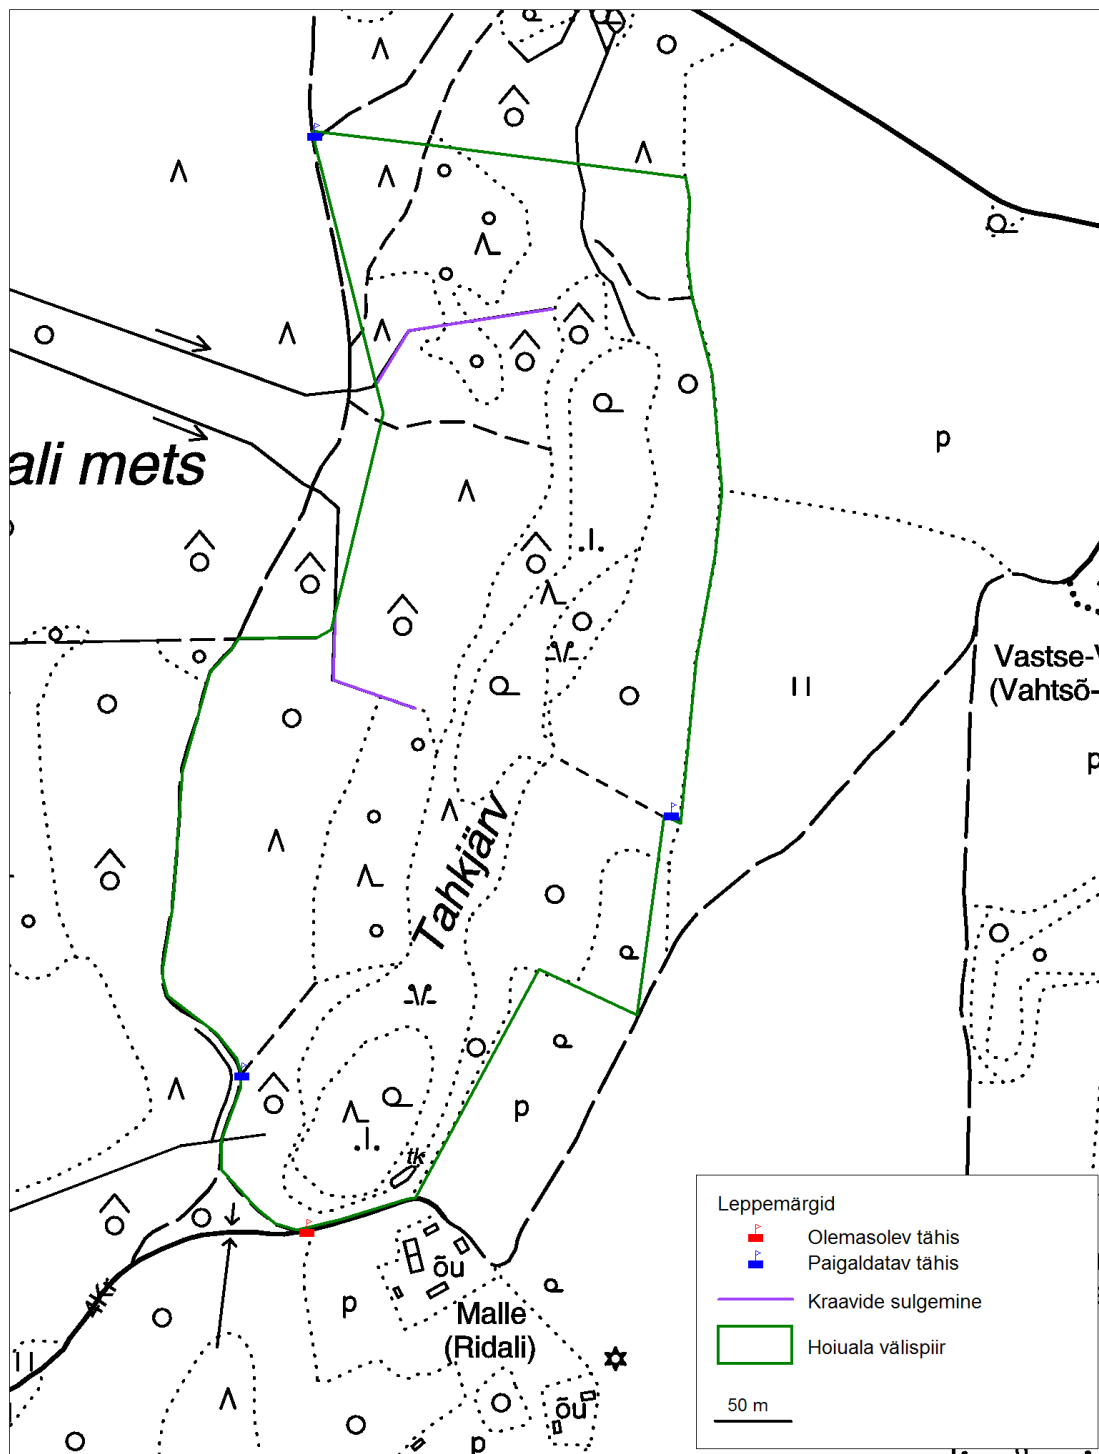 p
ali mets
Vastse-V
(Vahtsõ-
p
Tahkjärv
p
tk
õu
p
Malle
(Ridali)
õu
p
Leppemärgid
Olemasolev tähis
Paigaldatav tähis
Kraavide sulgemine
Hoiuala välispiir
50 m